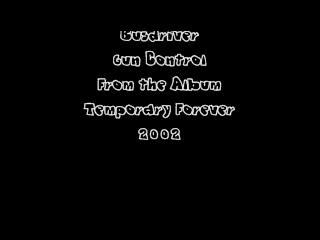 Busdriver
Gun Control
From the Album
Temporary Forever
2002